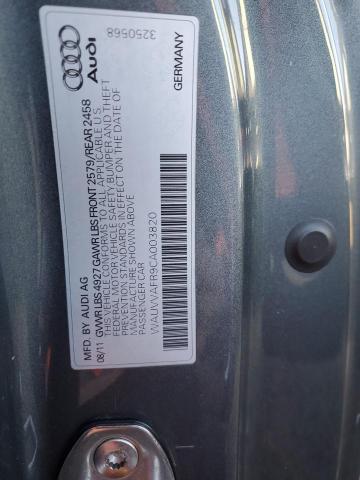 Audi
3250568
GERMANY
MFD. BY AUDI AG
08/11 GVWR LBS 4927 GAWR LBS FRONT 2579/REAR 2458
THIS VEHICLE CONFORMS TO ALL APPLICABLE U.S.
FEDERAL MOTOR VEHICLE SAFETY BUMPER AND THEFT
PREVENTION STANDARDS IN EFFECT ON THE DATE OF
MANUFACTURE SHOWN ABOVE
PASSENGER CAR
WAUVVAFR9CA003820